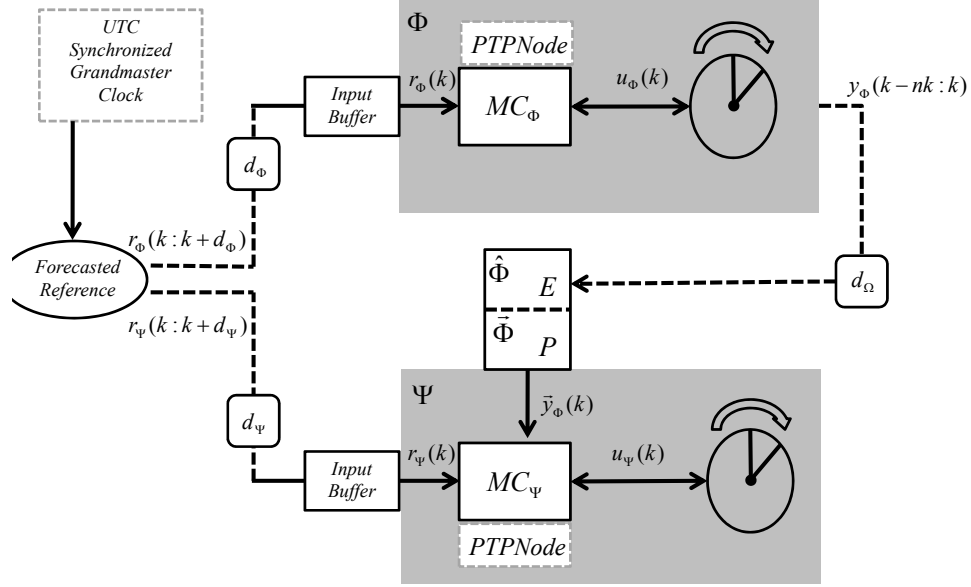 UTC
Synchronized
Grandmaster
Clock
Φ
PTPNode
Input
Buffer
r_Φ(k)
MC_Φ
u_Φ(k)
y_Φ(k−nk:k)
d_Φ
r_Φ(k:k+d_Φ)
Forecasted
Reference
r_Ψ(k:k+d_Ψ)
Φ̂
E
d_Ω
Φ⃗
P
Ψ
y⃗_Φ(k)
d_Ψ
Input
Buffer
r_Ψ(k)
MC_Ψ
u_Ψ(k)
PTPNode